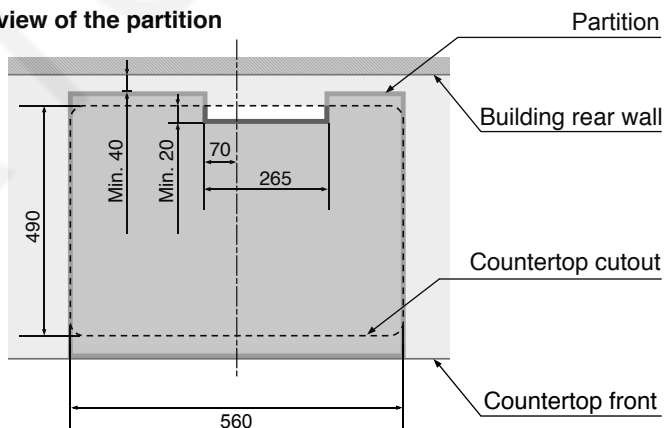 view of the partition
Partition
Building rear wall
Min. 40
Min. 20
70
265
490
Countertop cutout
Countertop front
560